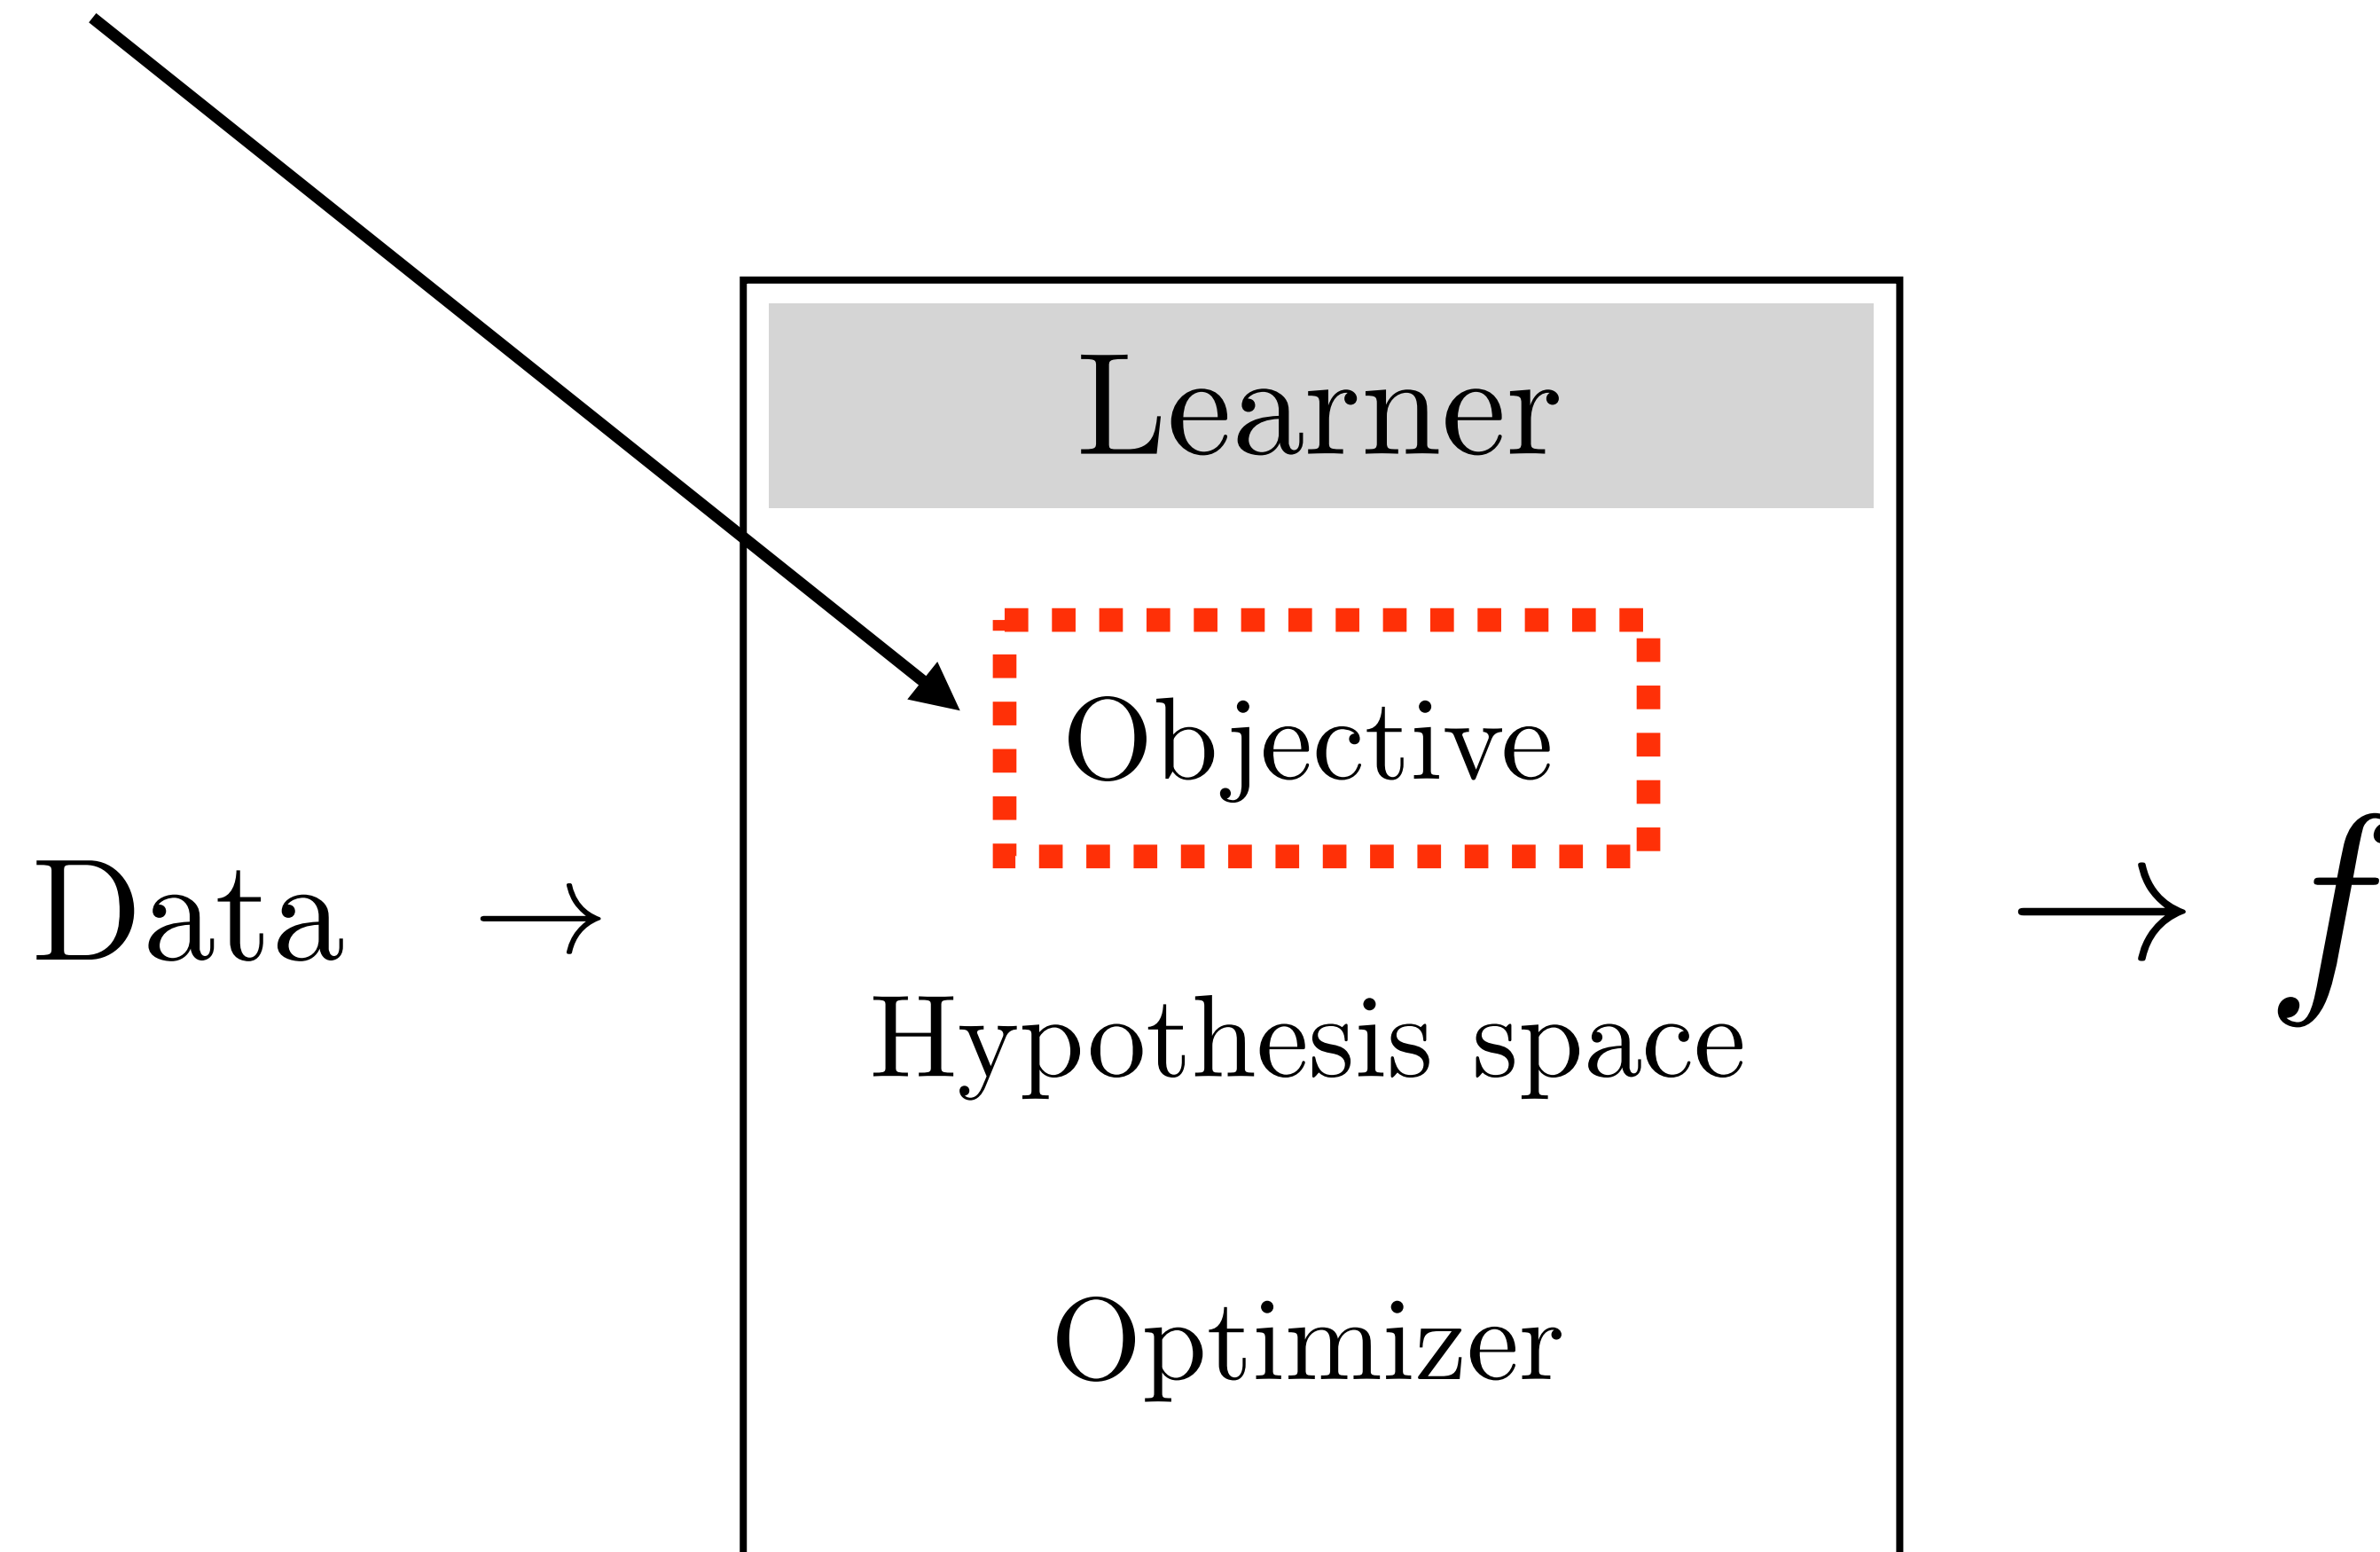 Learner
Objective
Data →
Hypothesis space
→ f
Optimizer